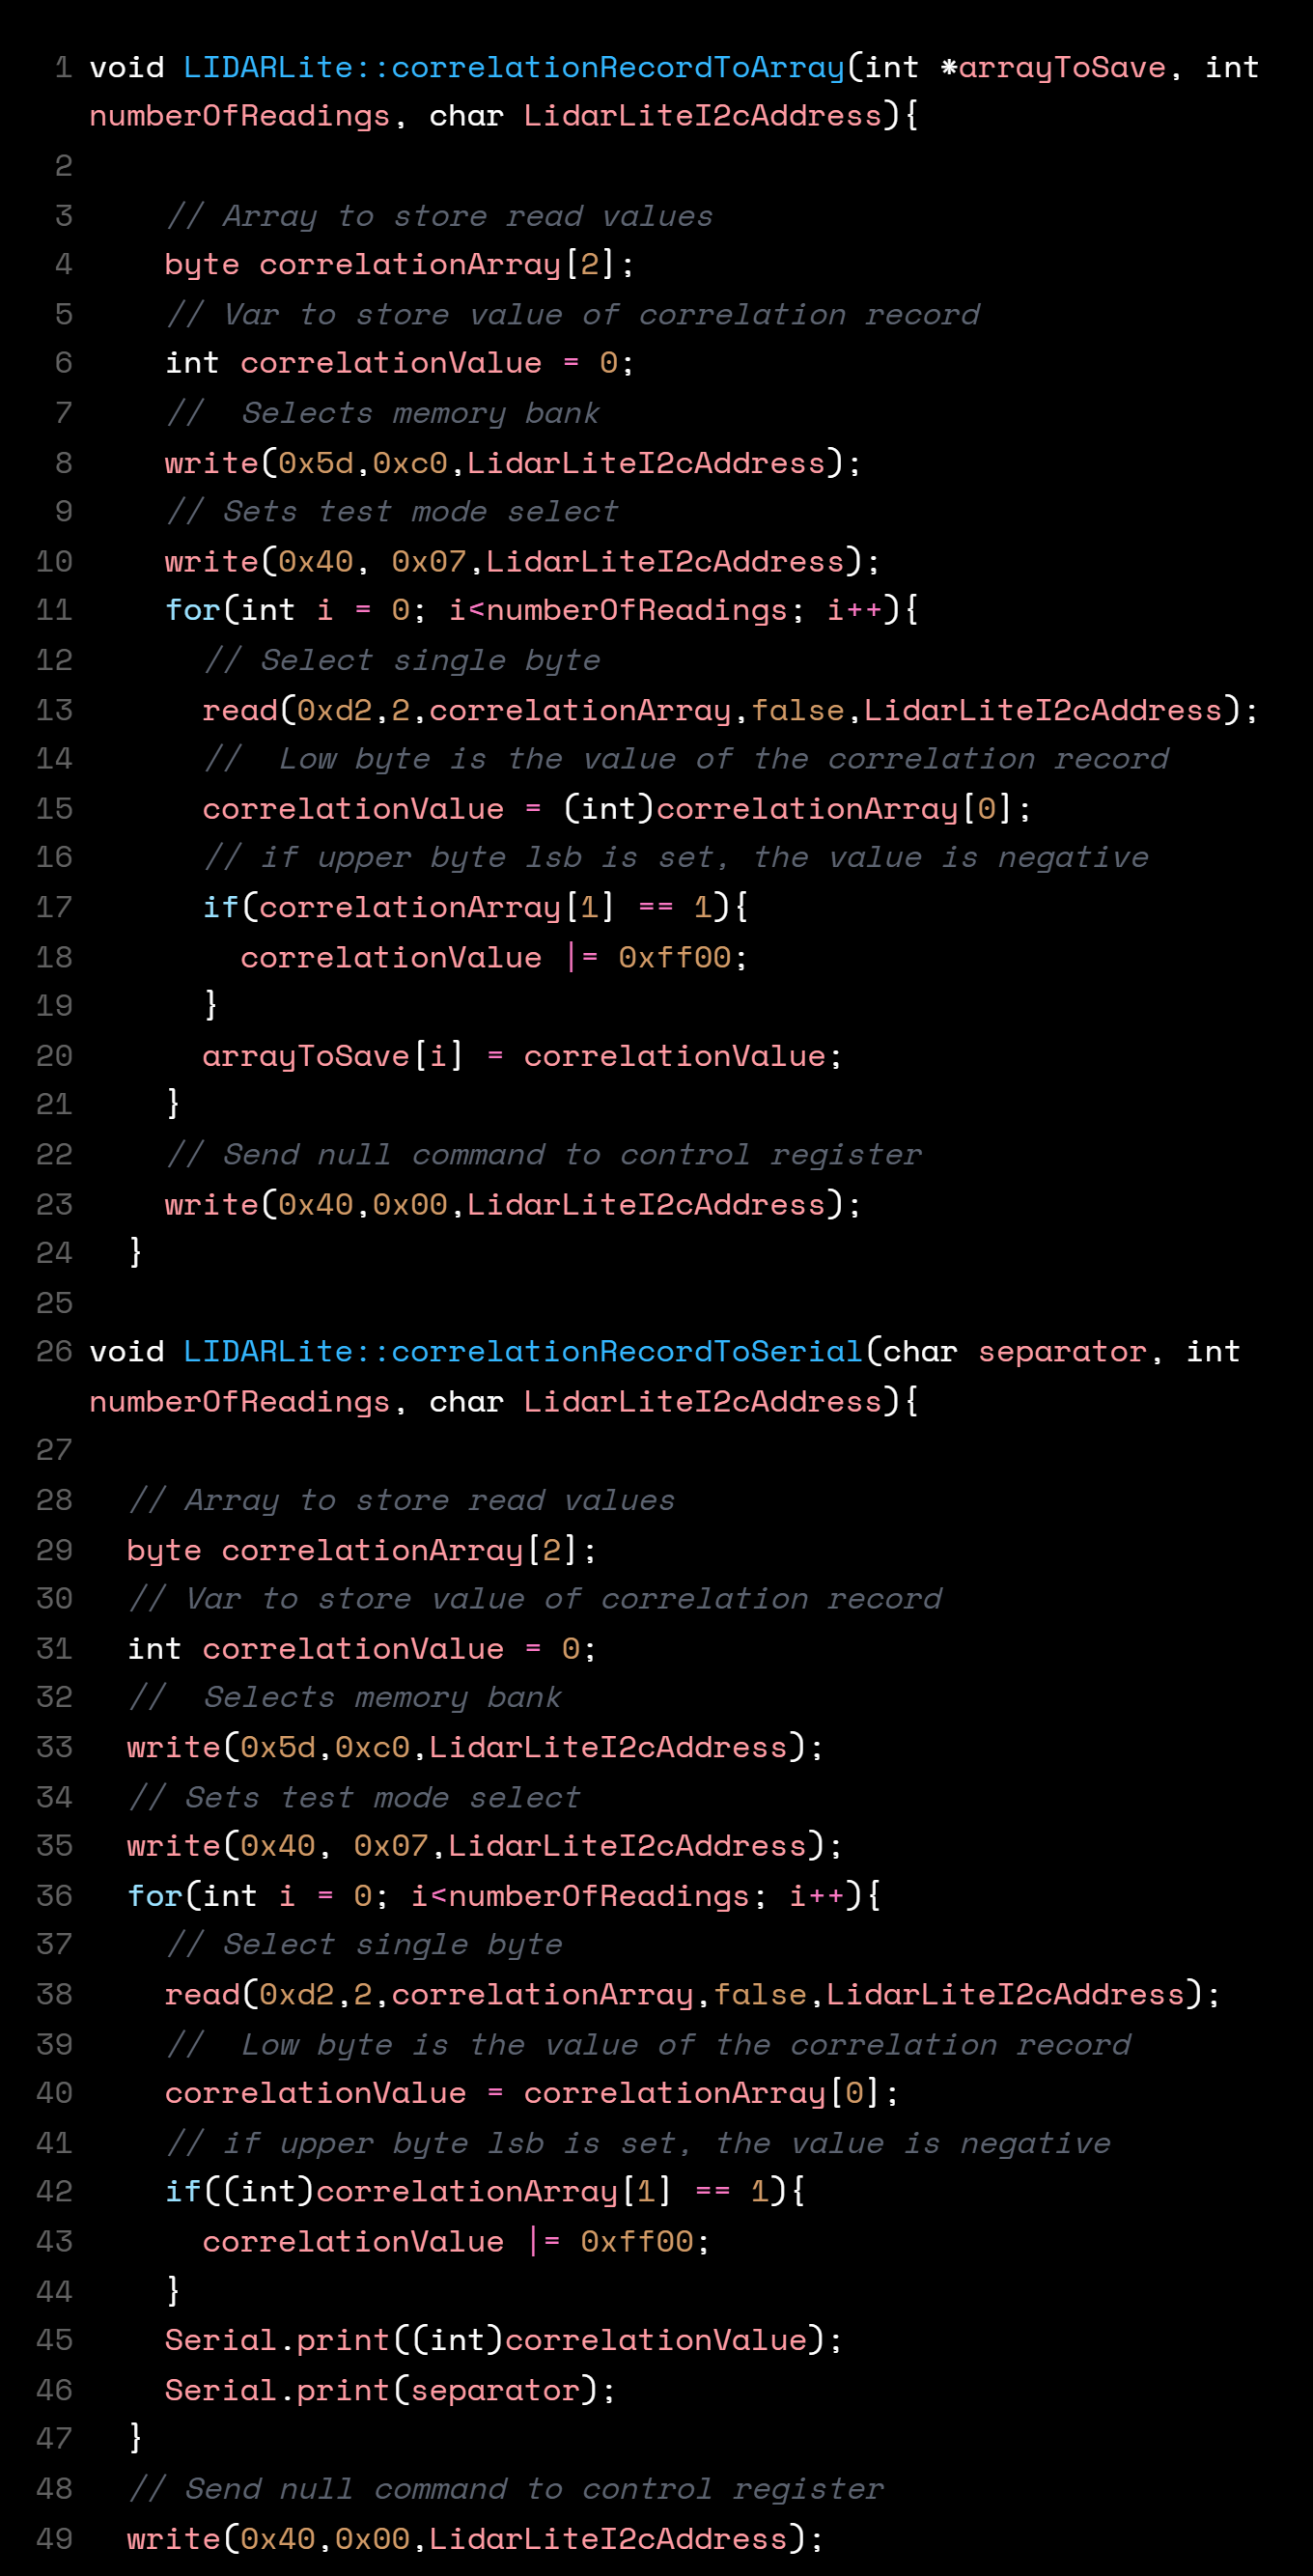 1 void LIDARLite::correlationRecordToArray(int *arrayToSave, int
numberOfReadings, char LidarLiteI2cAddress){
2
3     // Array to store read values
4     byte correlationArray[2];
5     // Var to store value of correlation record
6     int correlationValue = 0;
7     //  Selects memory bank
8     write(0x5d,0xc0,LidarLiteI2cAddress);
9     // Sets test mode select
10     write(0x40, 0x07,LidarLiteI2cAddress);
11     for(int i = 0; i<numberOfReadings; i++){
12       // Select single byte
13       read(0xd2,2,correlationArray,false,LidarLiteI2cAddress);
14       //  Low byte is the value of the correlation record
15       correlationValue = (int)correlationArray[0];
16       // if upper byte lsb is set, the value is negative
17       if(correlationArray[1] == 1){
18         correlationValue |= 0xff00;
19       }
20       arrayToSave[i] = correlationValue;
21     }
22     // Send null command to control register
23     write(0x40,0x00,LidarLiteI2cAddress);
24   }
25
26 void LIDARLite::correlationRecordToSerial(char separator, int
numberOfReadings, char LidarLiteI2cAddress){
27
28   // Array to store read values
29   byte correlationArray[2];
30   // Var to store value of correlation record
31   int correlationValue = 0;
32   //  Selects memory bank
33   write(0x5d,0xc0,LidarLiteI2cAddress);
34   // Sets test mode select
35   write(0x40, 0x07,LidarLiteI2cAddress);
36   for(int i = 0; i<numberOfReadings; i++){
37     // Select single byte
38     read(0xd2,2,correlationArray,false,LidarLiteI2cAddress);
39     //  Low byte is the value of the correlation record
40     correlationValue = correlationArray[0];
41     // if upper byte lsb is set, the value is negative
42     if((int)correlationArray[1] == 1){
43       correlationValue |= 0xff00;
44     }
45     Serial.print((int)correlationValue);
46     Serial.print(separator);
47   }
48   // Send null command to control register
49   write(0x40,0x00,LidarLiteI2cAddress);